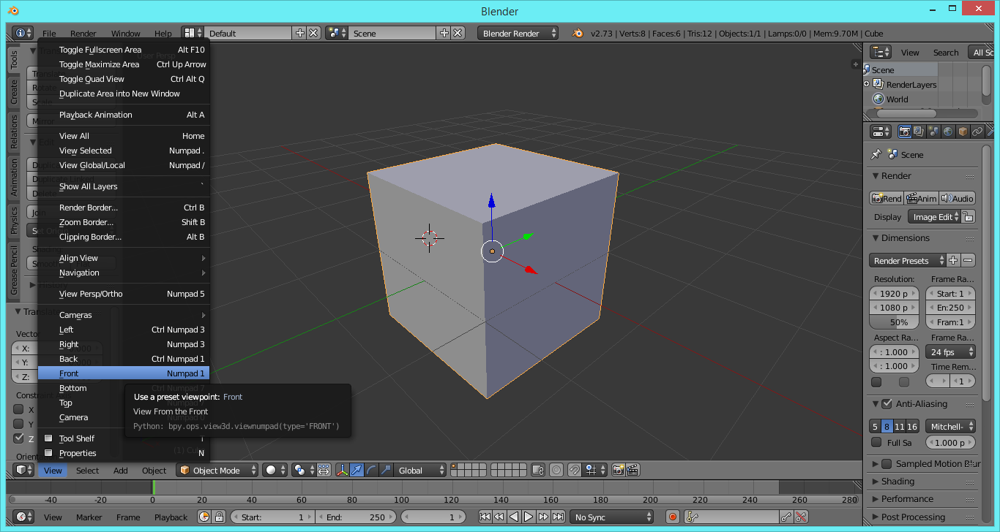 Blender
File Render Window Help Default Scene Blender Render v2.73 | Verts:8 | Faces:6 | Tris:12 | Objects:1/1 | Lamps:0/0 | Mem:9.70M | Cube
Tools
Create
Relations
Animation
Physics
Grease Pencil
User Persp
Toggle Fullscreen Area Alt F10
Toggle Maximize Area Ctrl Up Arrow
Toggle Quad View Ctrl Alt Q
Duplicate Area into New Window
Playback Animation Alt A
View All Home
View Selected Numpad .
View Global/Local Numpad /
Show All Layers `
Render Border... Ctrl B
Zoom Border... Shift B
Clipping Border... Alt B
Align View
Navigation
View Persp/Ortho Numpad 5
Cameras
Left Ctrl Numpad 3
Right Numpad 3
Back Ctrl Numpad 1
Front Numpad 1
Bottom Ctrl Numpad 7
Top
Camera
Tool Shelf T
Properties N
Use a preset viewpoint: Front
View From the Front
Python: bpy.ops.view3d.viewnumpad(type='FRONT')
X:
Y:
Z:
X
Y
Z
View Select Add Object Object Mode Global
-40 -20 0 20 40 60 80 100 120 140 160 180 200 220 240 260 280
View Marker Frame Playback Start: 1 End: 250 1 No Sync
View Search All Sc
Scene
RenderLayers
World
Scene
Render
Rend Anim Audio
Display Image Edit
Dimensions
Render Presets
Resolution: Frame Ra...
1920 p Start: 1
1080 p En:250
50% Fram:1
Aspect Ra... Frame Ra...
: 1.000 24 fps
: 1.000 Time Rem...
1
Anti-Aliasing
5 8 11 16 Mitchell-
Full Sa 1.000 p
Sampled Motion Blur
Shading
Performance
Post Processing